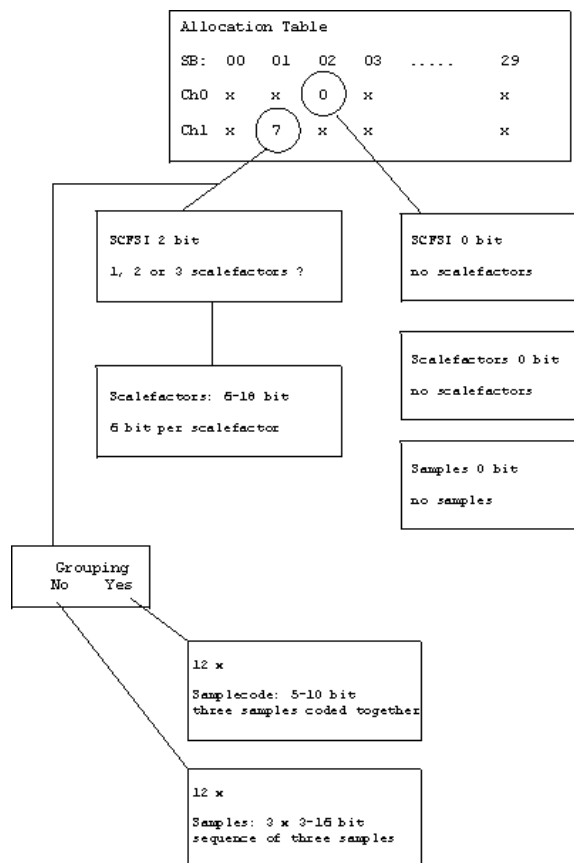 Allocation Table
SB: 00 01 02 03 ..... 29
Ch0 x x 0 x x
Ch1 x 7 x x x
SCFSI 2 bit
1, 2 or 3 scalefactors ?
SCFSI 0 bit
no scalefactors
Scalefactors: 6-18 bit
6 bit per scalefactor
Scalefactors 0 bit
no scalefactors
Samples 0 bit
no samples
Grouping
No Yes
12 x
Samplecode: 5-10 bit
three samples coded together
12 x
Samples: 3 x 3-16 bit
sequence of three samples